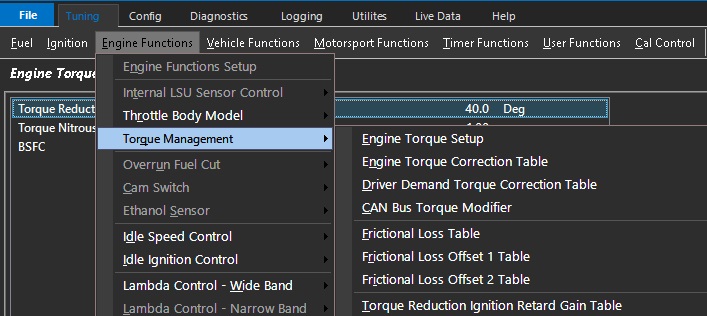 File Tuning Config Diagnostics Logging Utilites Live Data Window Help
Fuel Ignition Engine Functions Vehicle Functions Motorsport Functions Timer Functions User Functions Cal Control
Engine Torque
Engine Functions Setup
Internal LSU Sensor Control
Torque Reduct 40.0 Deg
Throttle Body Model
Torque Nitrous
Torque Management
BSFC
Engine Torque Setup
Overrun Fuel Cut
Engine Torque Correction Table
Cam Switch
Driver Demand Torque Correction Table
Ethanol Sensor
CAN Bus Torque Modifier
Idle Speed Control
Frictional Loss Table
Idle Ignition Control
Frictional Loss Offset 1 Table
Frictional Loss Offset 2 Table
Lambda Control - Wide Band
Lambda Control - Narrow Band
Torque Reduction Ignition Retard Gain Table